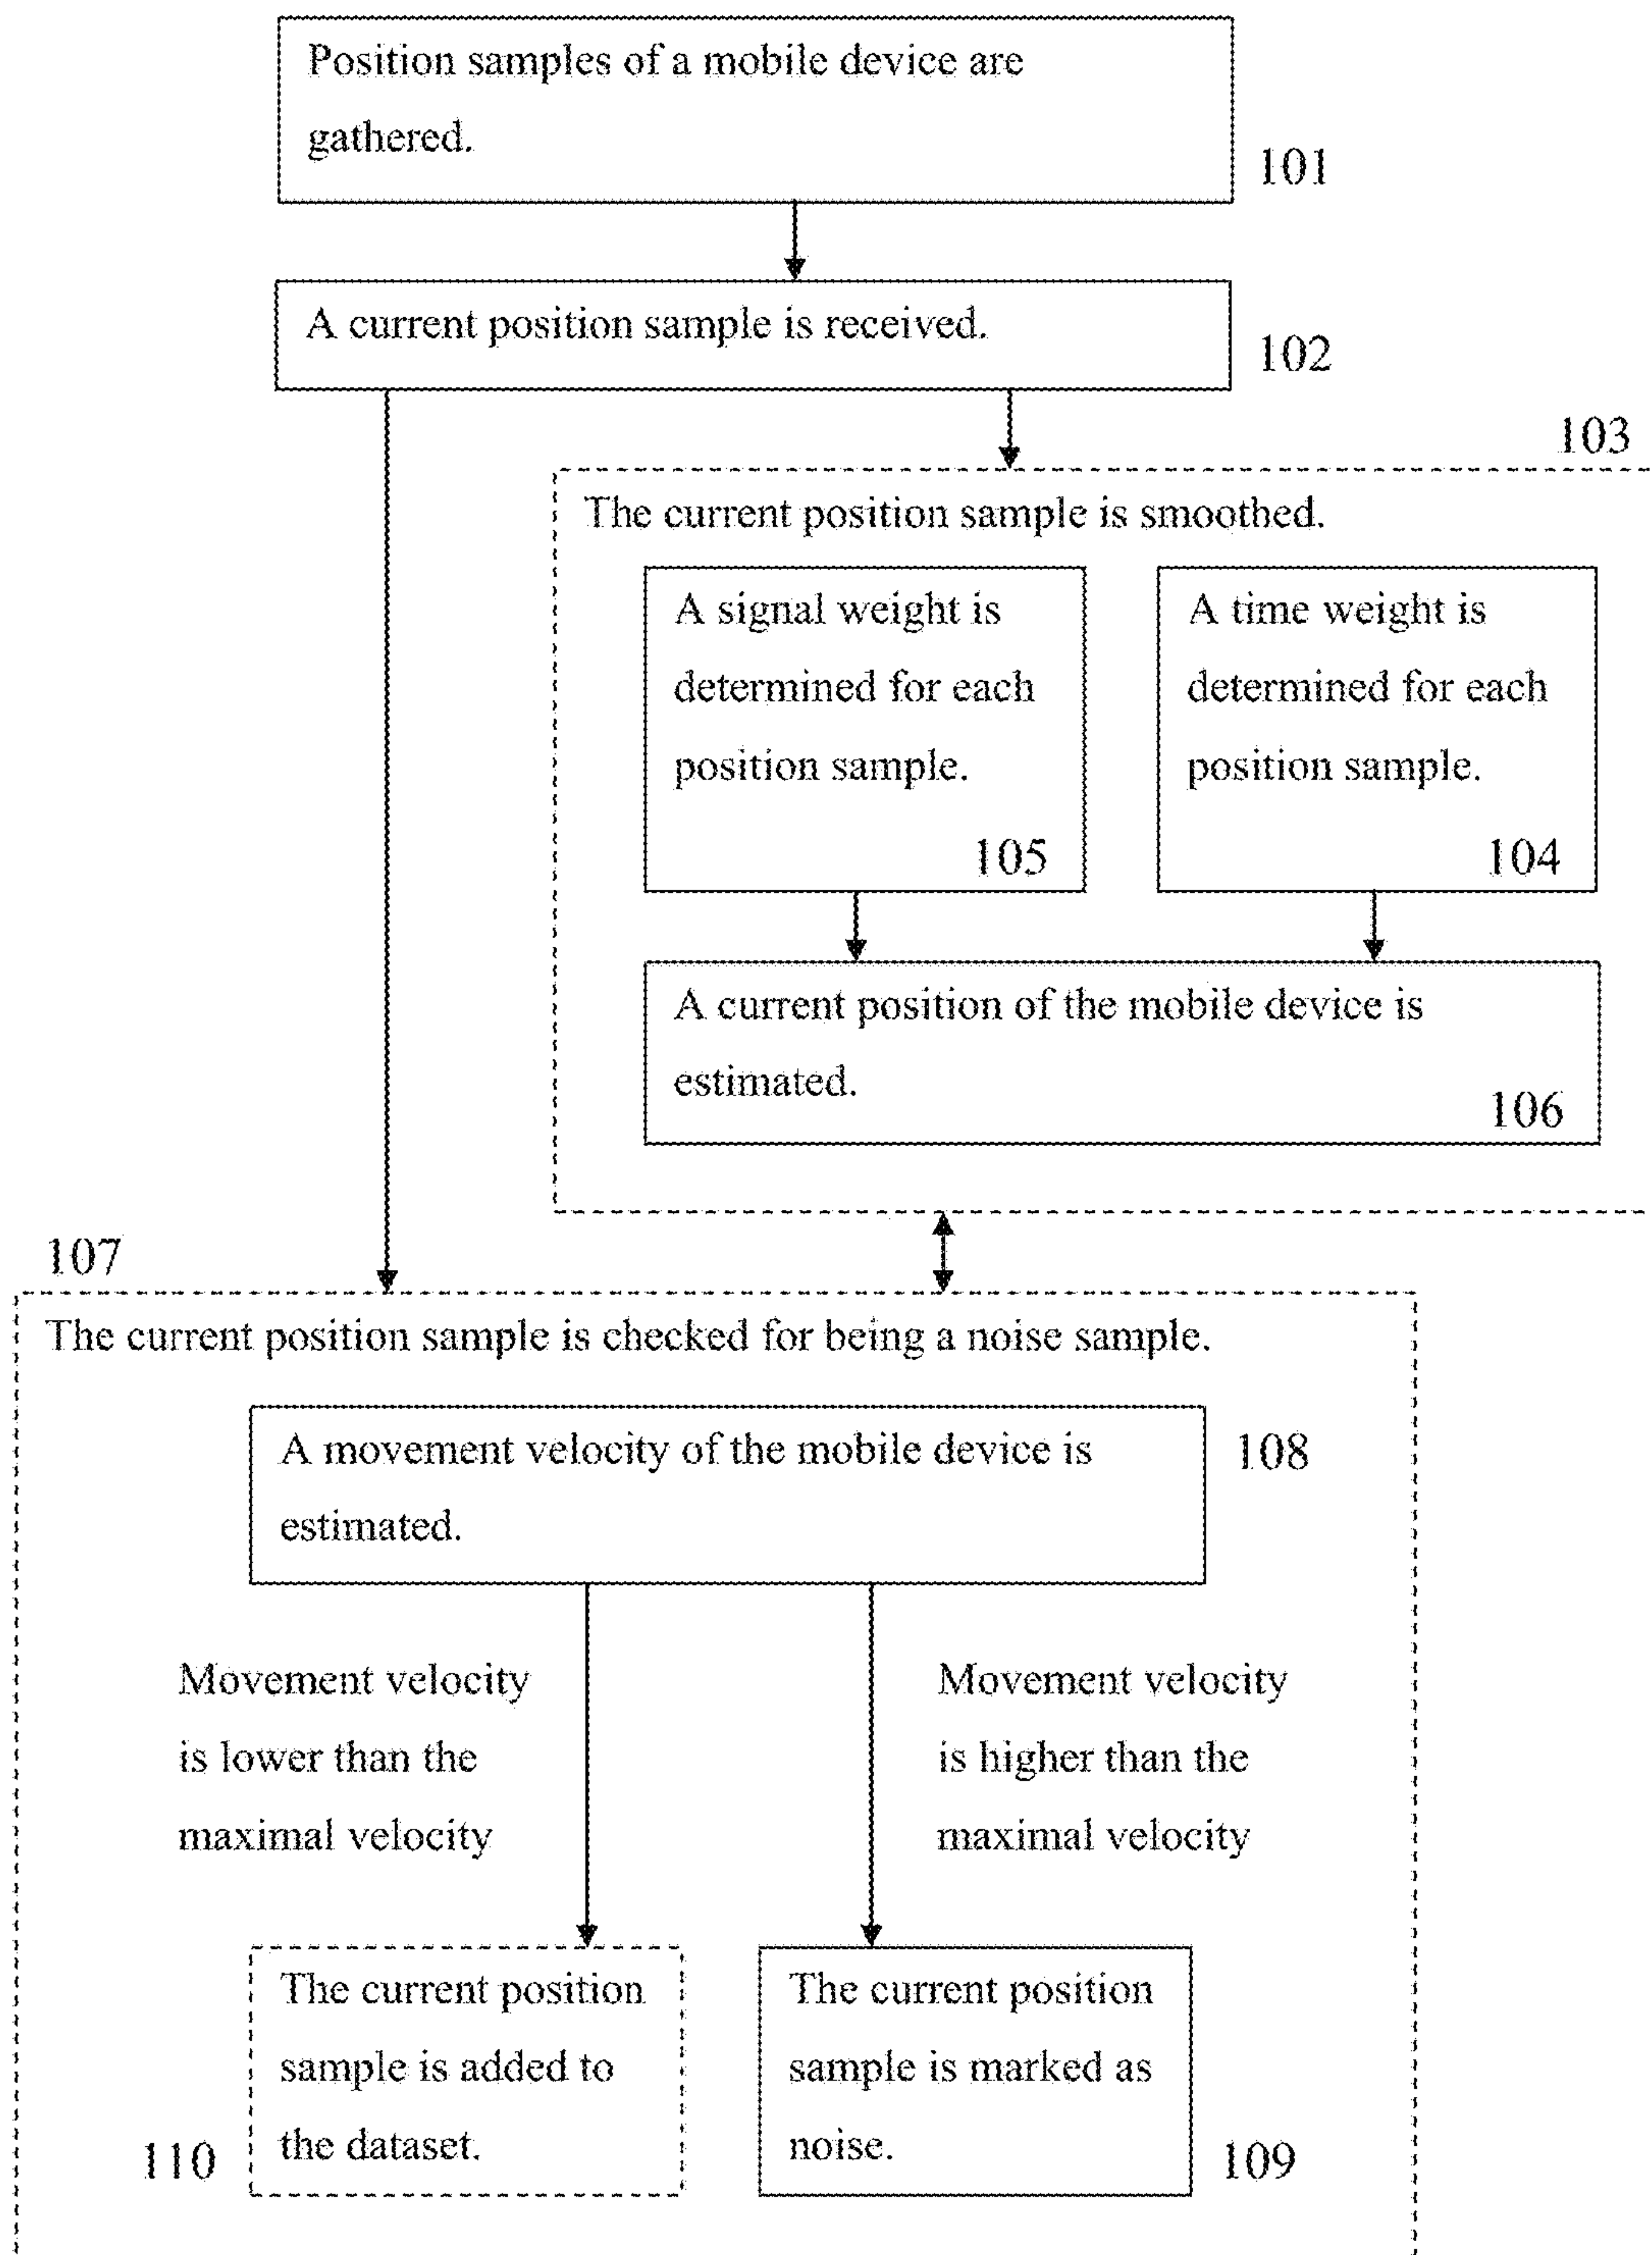 Position samples of a mobile device are
gathered.
101
A current position sample is received.
102
103
The current position sample is smoothed.
A signal weight is
determined for each
position sample.
105
A time weight is
determined for each
position sample.
104
A current position of the mobile device is
estimated.
106
107
The current position sample is checked for being a noise sample.
A movement velocity of the mobile device is
estimated.
108
Movement velocity
is lower than the
maximal velocity
Movement velocity
is higher than the
maximal velocity
The current position
sample is added to
the dataset.
110
The current position
sample is marked as
noise.
109